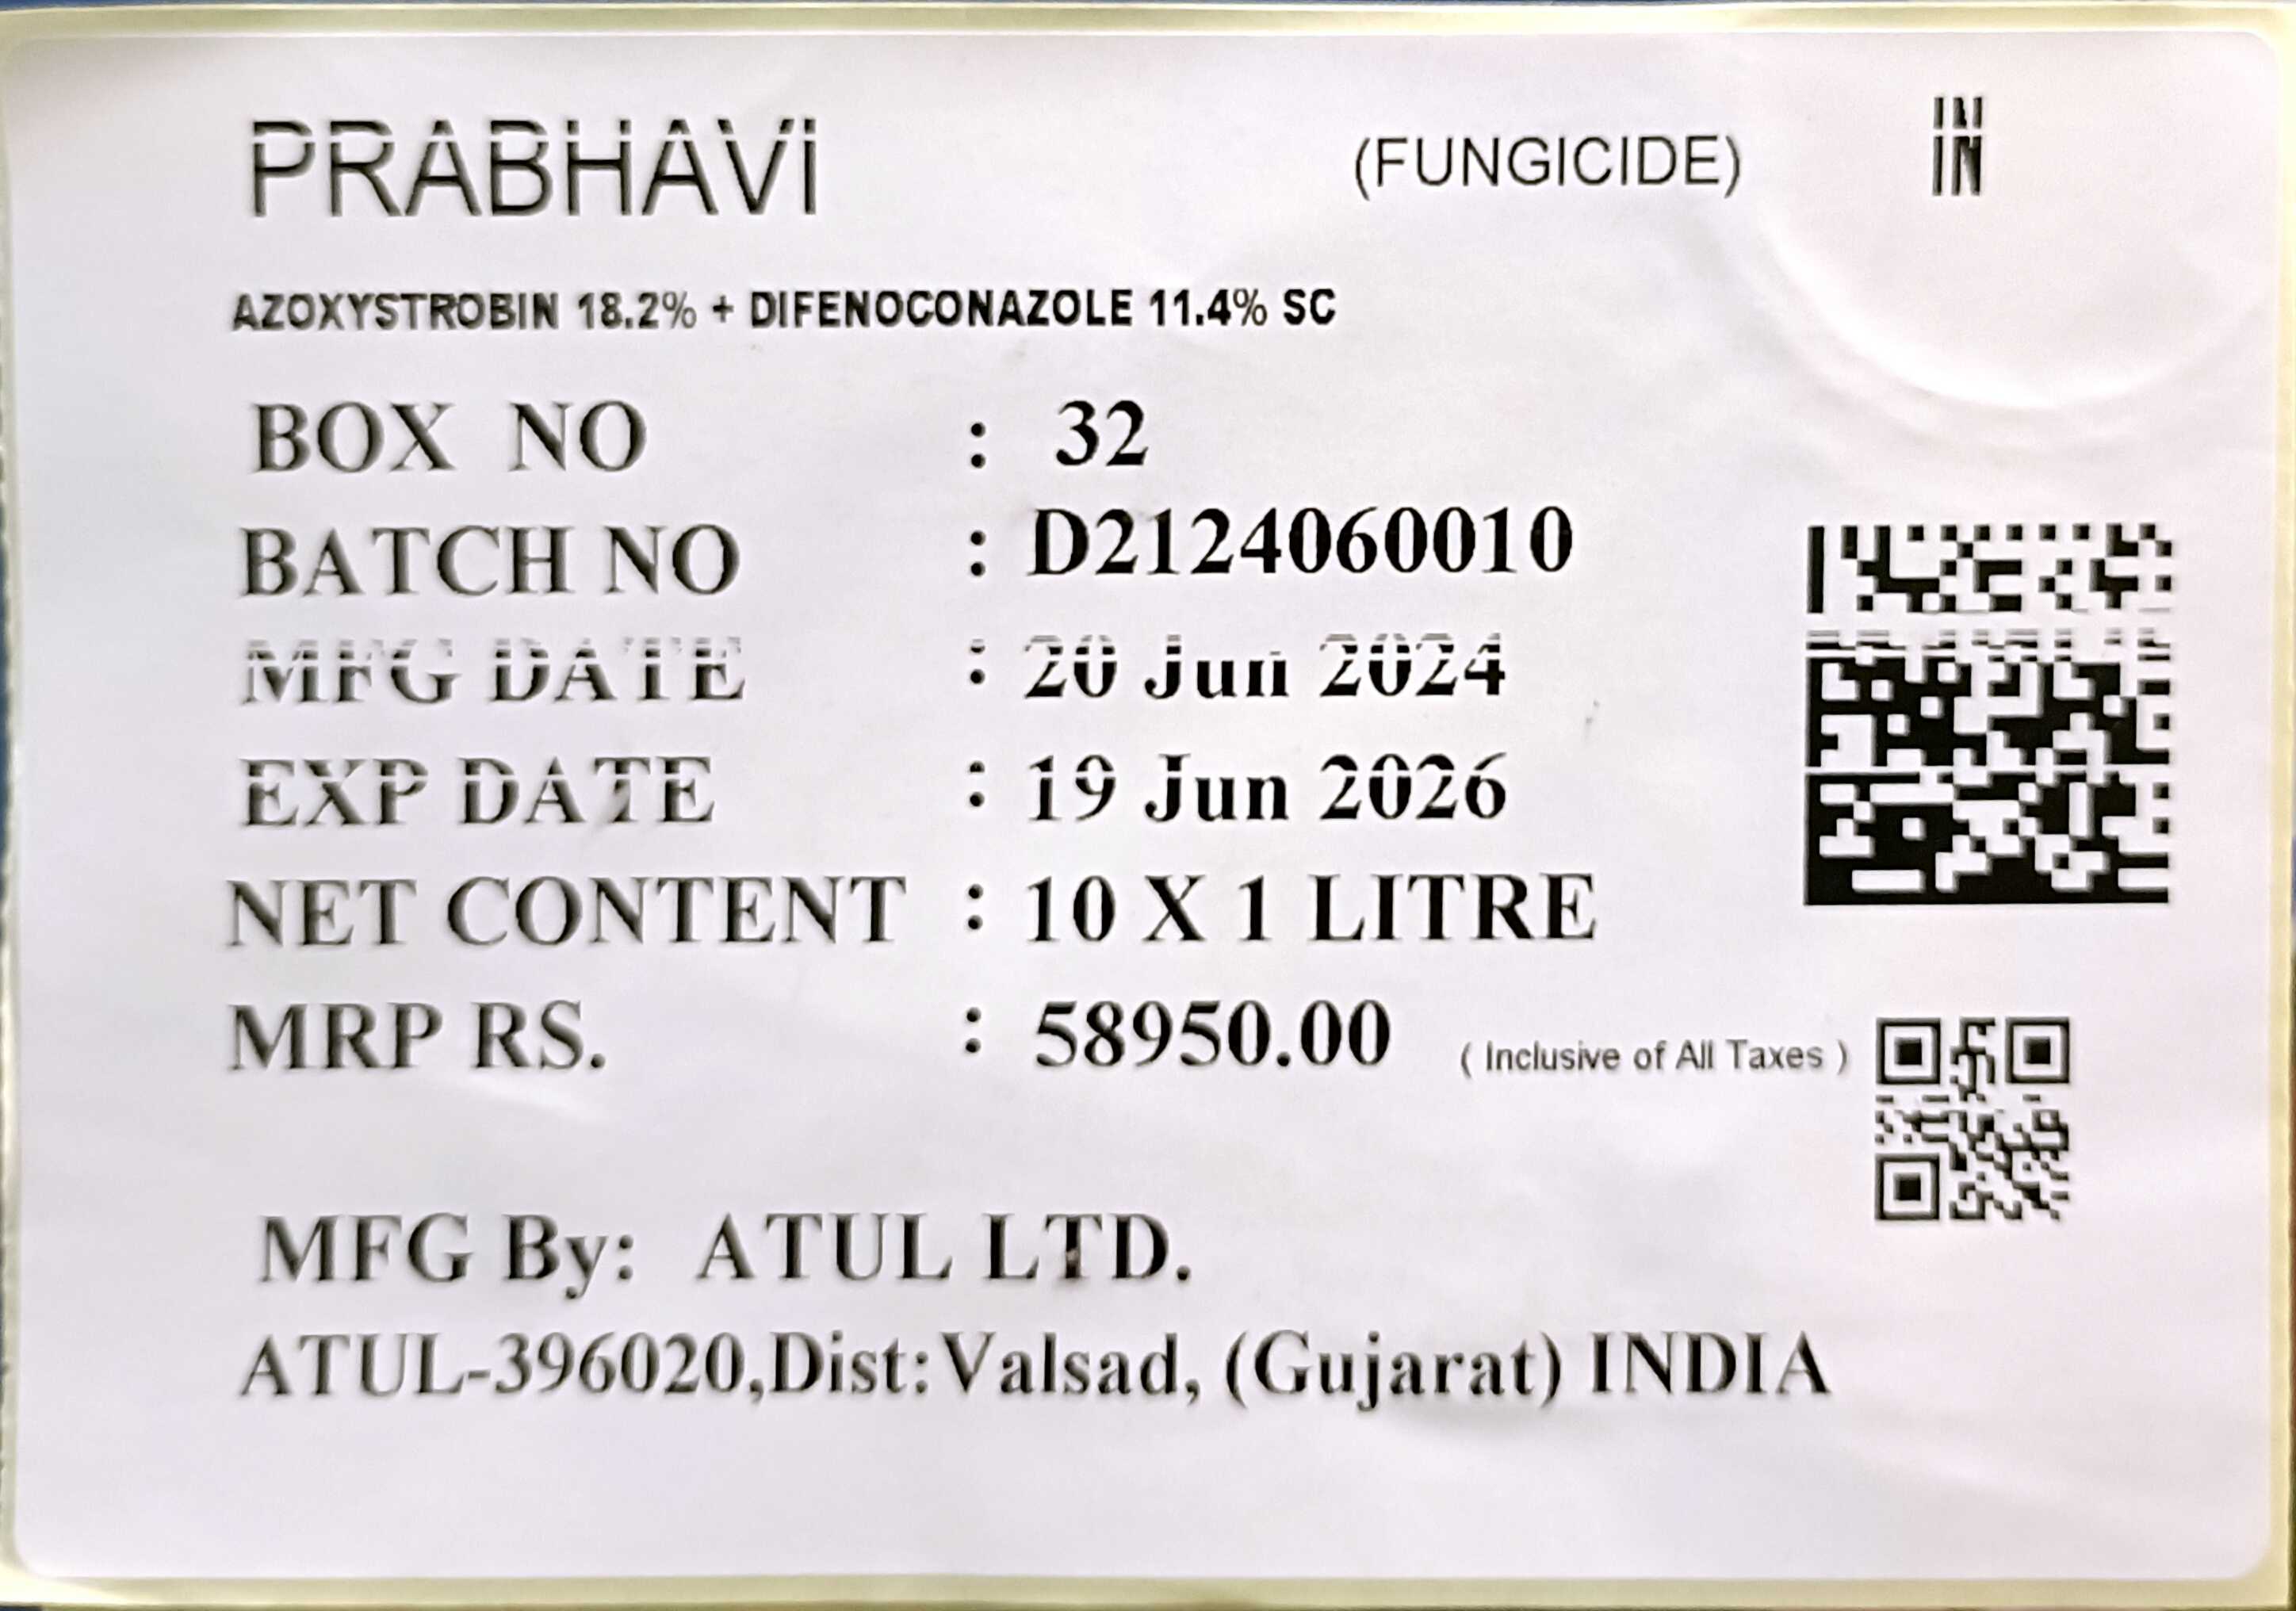 PRABHAVI (FUNGICIDE) IN
AZOXYSTROBIN 18.2% + DIFENOCONAZOLE 11.4% SC
BOX NO : 32
BATCH NO : D2124060010
MFG DATE : 20 Jun 2024
EXP DATE : 19 Jun 2026
NET CONTENT : 10 X 1 LITRE
MRP RS. : 58950.00 ( Inclusive of All Taxes )
MFG By: ATUL LTD.
ATUL-396020,Dist:Valsad, (Gujarat) INDIA